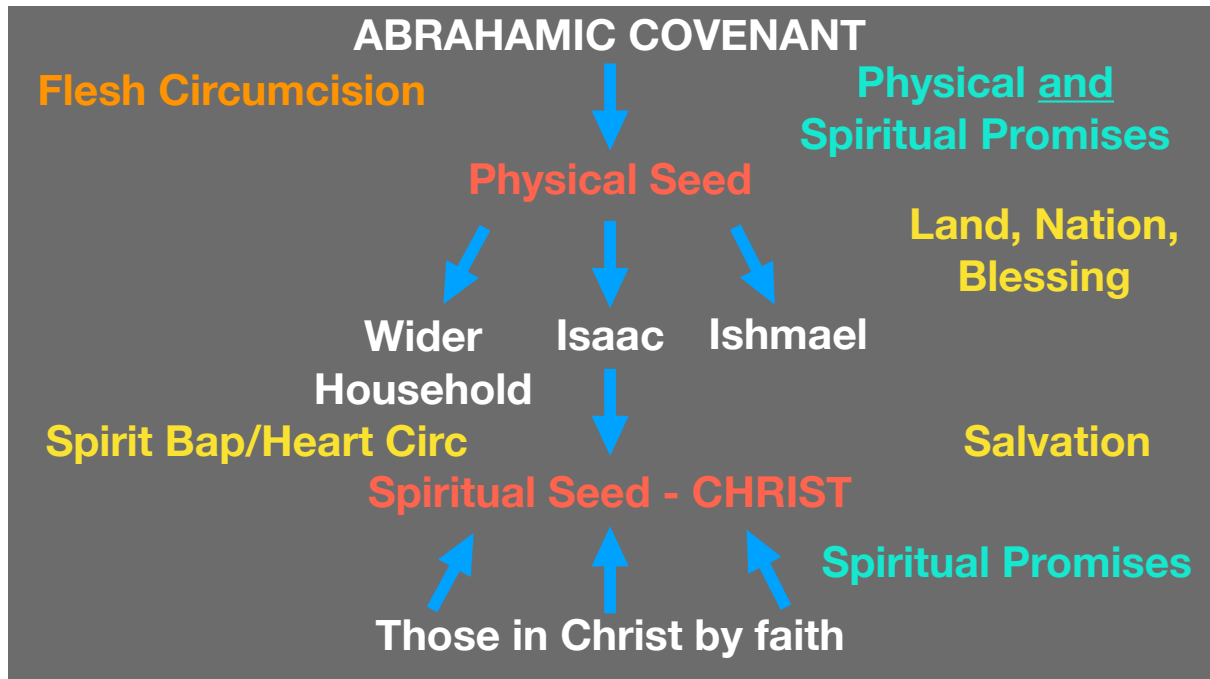 ABRAHAMIC COVENANT
Flesh Circumcision
Physical and
Spiritual Promises
Physical Seed
Land, Nation,
Blessing
Wider
Household
Isaac
Ishmael
Spirit Bap/Heart Circ
Salvation
Spiritual Seed - CHRIST
Spiritual Promises
Those in Christ by faith